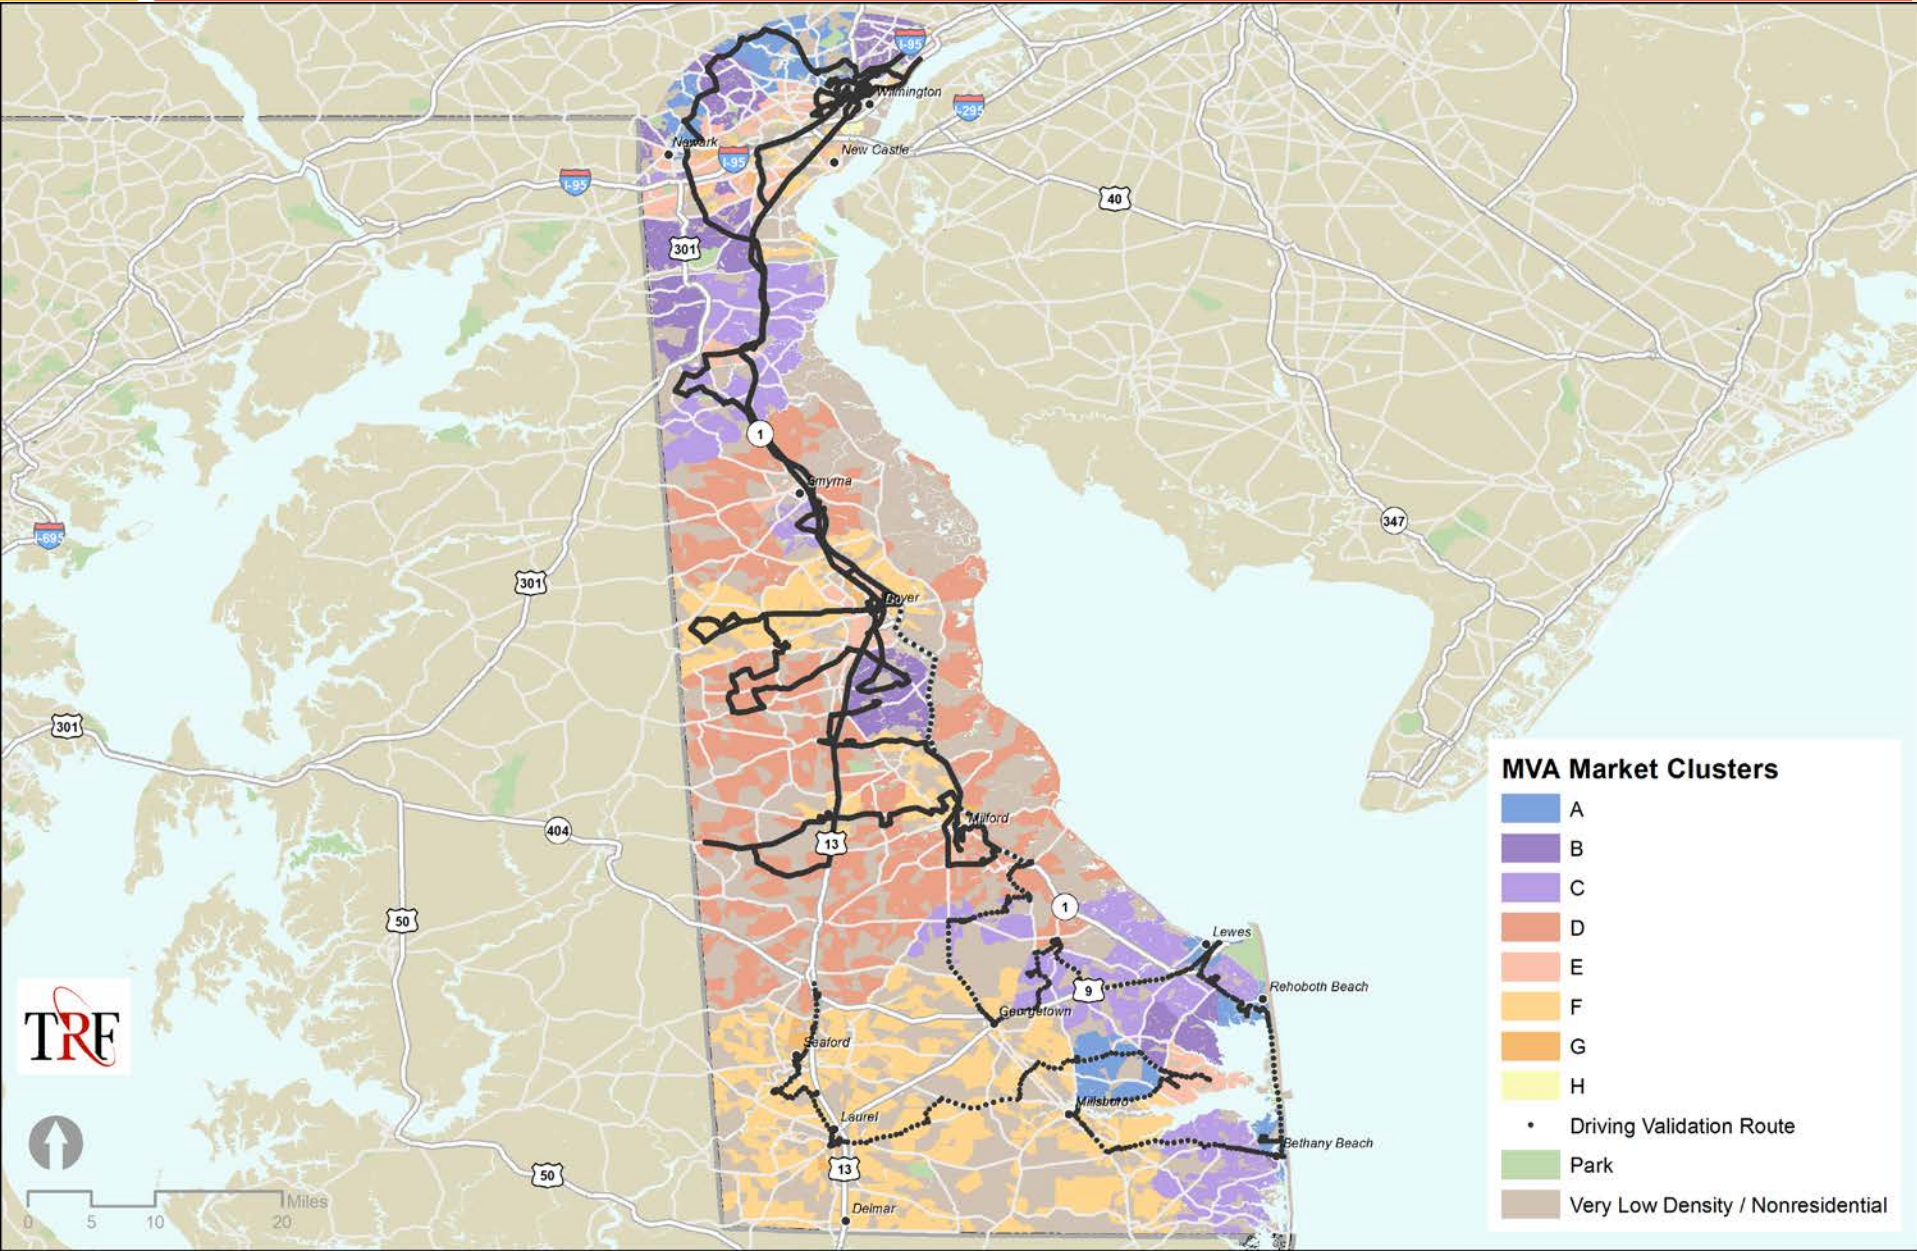 I-95
Wilmington
I-295
Newark
I-95
New Castle
I-95
40
301
1
Smyrna
347
I-695
301
Dover
301
MVA Market Clusters
A
B
C
D
E
F
G
H
Driving Validation Route
Park
Very Low Density / Nonresidential
Milford
404
13
50
1
Lewes
9
Rehoboth Beach
Georgetown
TRF
Seaford
Millsboro
Laurel
Bethany Beach
13
50
Miles
0 5 10 20
Delmar